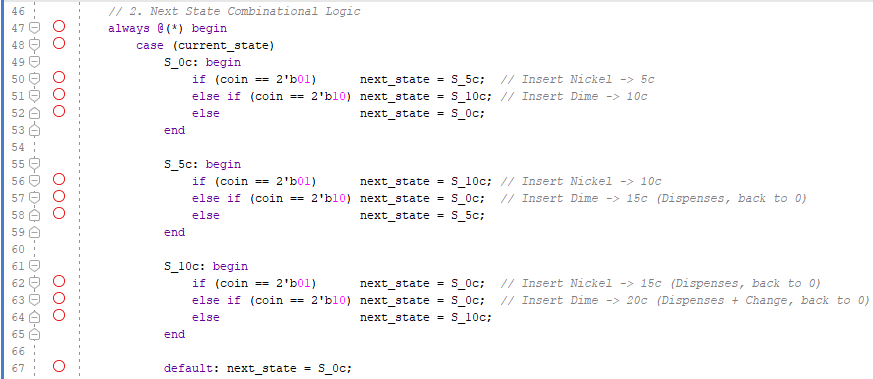 46 // 2. Next State Combinational Logic
47 always @(*) begin
48 case (current_state)
49 S_0c: begin
50 if (coin == 2'b01) next_state = S_5c; // Insert Nickel -> 5c
51 else if (coin == 2'b10) next_state = S_10c; // Insert Dime -> 10c
52 else next_state = S_0c;
53 end
54
55 S_5c: begin
56 if (coin == 2'b01) next_state = S_10c; // Insert Nickel -> 10c
57 else if (coin == 2'b10) next_state = S_0c; // Insert Dime -> 15c (Dispenses, back to 0)
58 else next_state = S_5c;
59 end
60
61 S_10c: begin
62 if (coin == 2'b01) next_state = S_0c; // Insert Nickel -> 15c (Dispenses, back to 0)
63 else if (coin == 2'b10) next_state = S_0c; // Insert Dime -> 20c (Dispenses + Change, back to 0)
64 else next_state = S_10c;
65 end
66
67 default: next_state = S_0c;